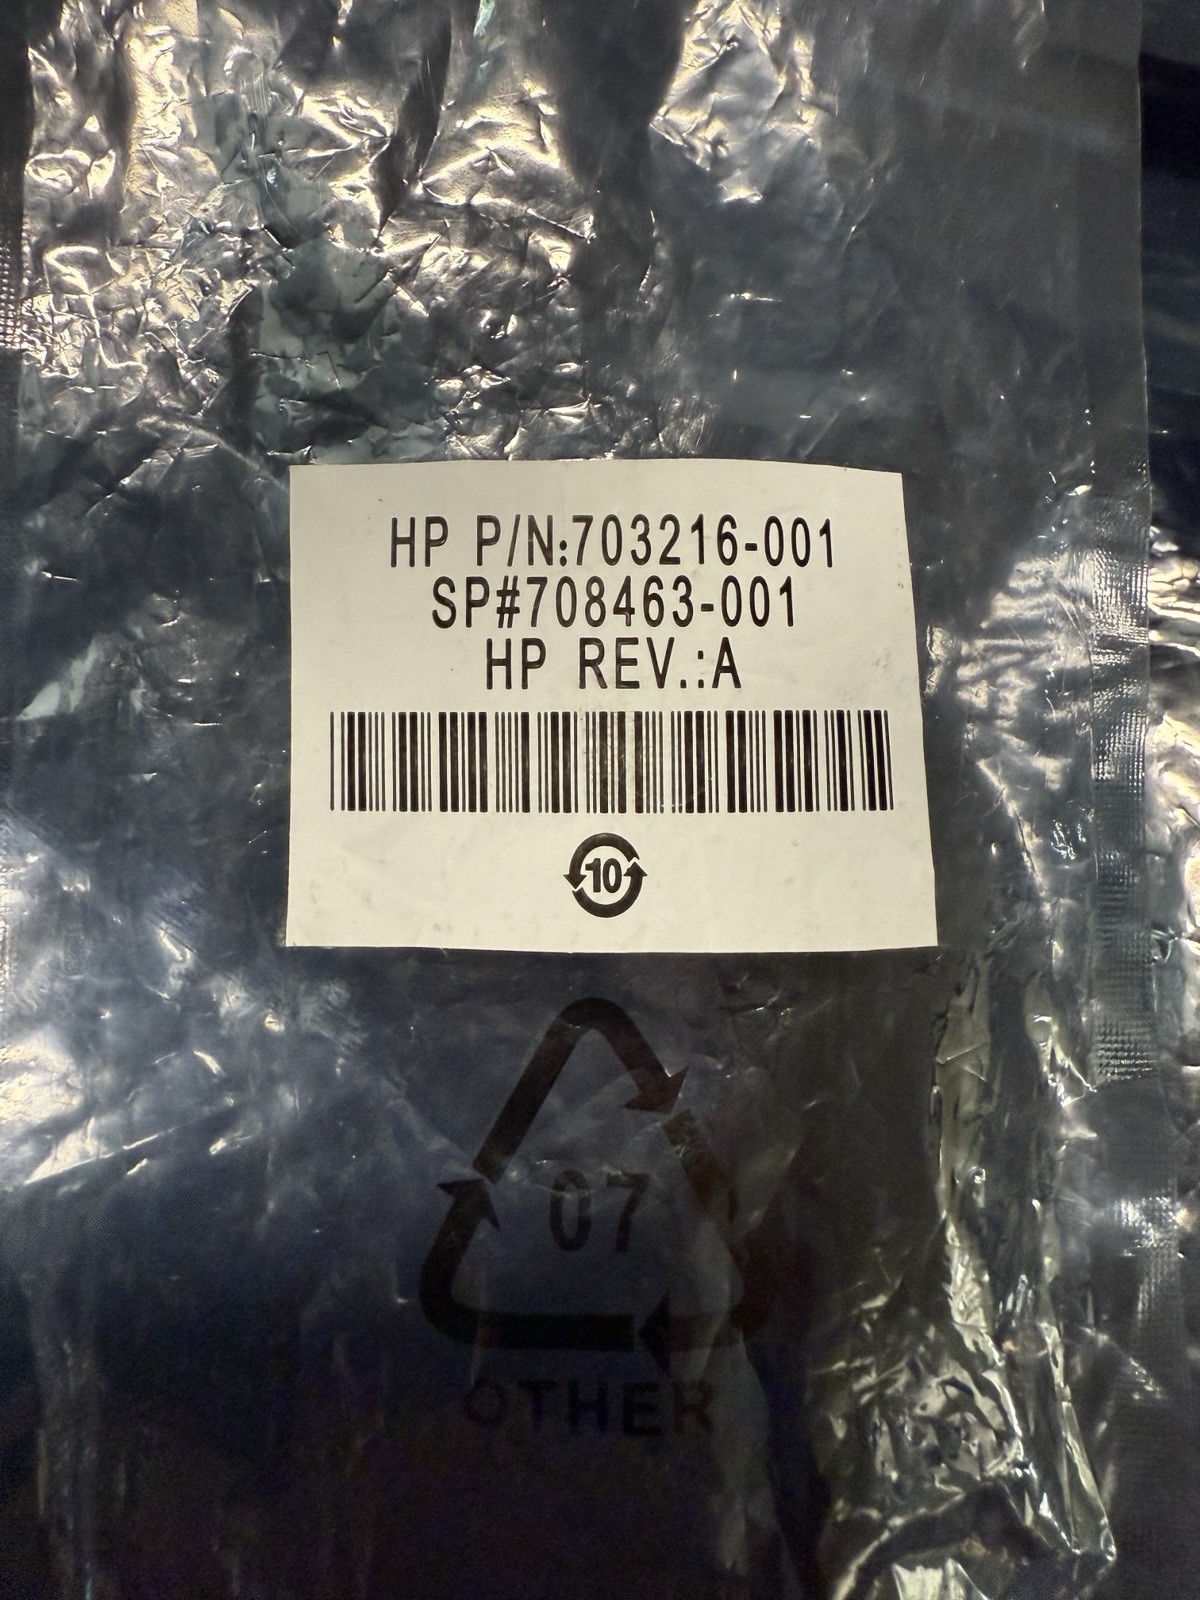 HP P/N:703216-001
SP#708463-001
HP REV.:A
10
07
OTHER